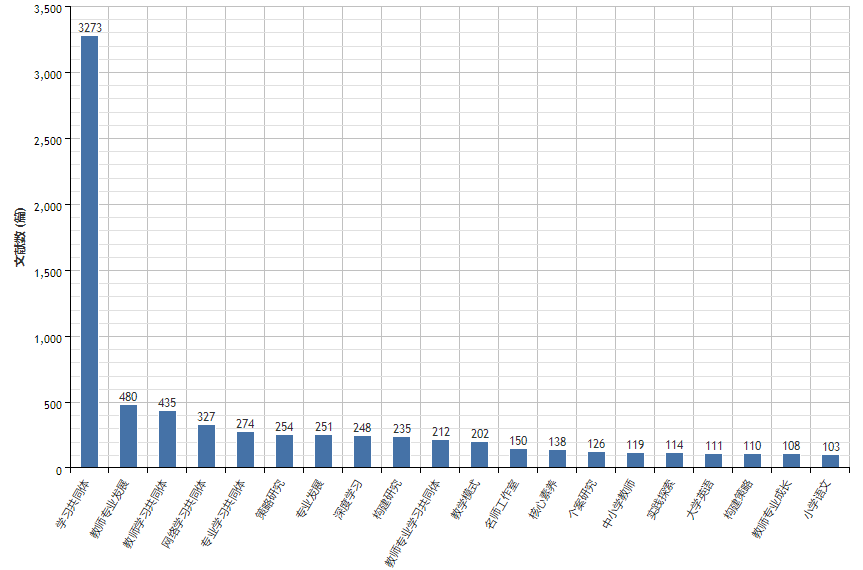 文献数 (篇)
3,500
3,000
2,500
2,000
1,500
1,000
500
0
3273
480
435
327
274
254
251
248
235
212
202
150
138
126
119
114
111
110
108
103
学习共同体
教师专业发展
教师学习共同体
网络学习共同体
专业学习共同体
策略研究
专业发展
深度学习
构建研究
教师专业学习共同体
教学模式
名师工作室
核心素养
个案研究
中小学教师
实践探索
大学英语
构建策略
教师专业成长
小学语文